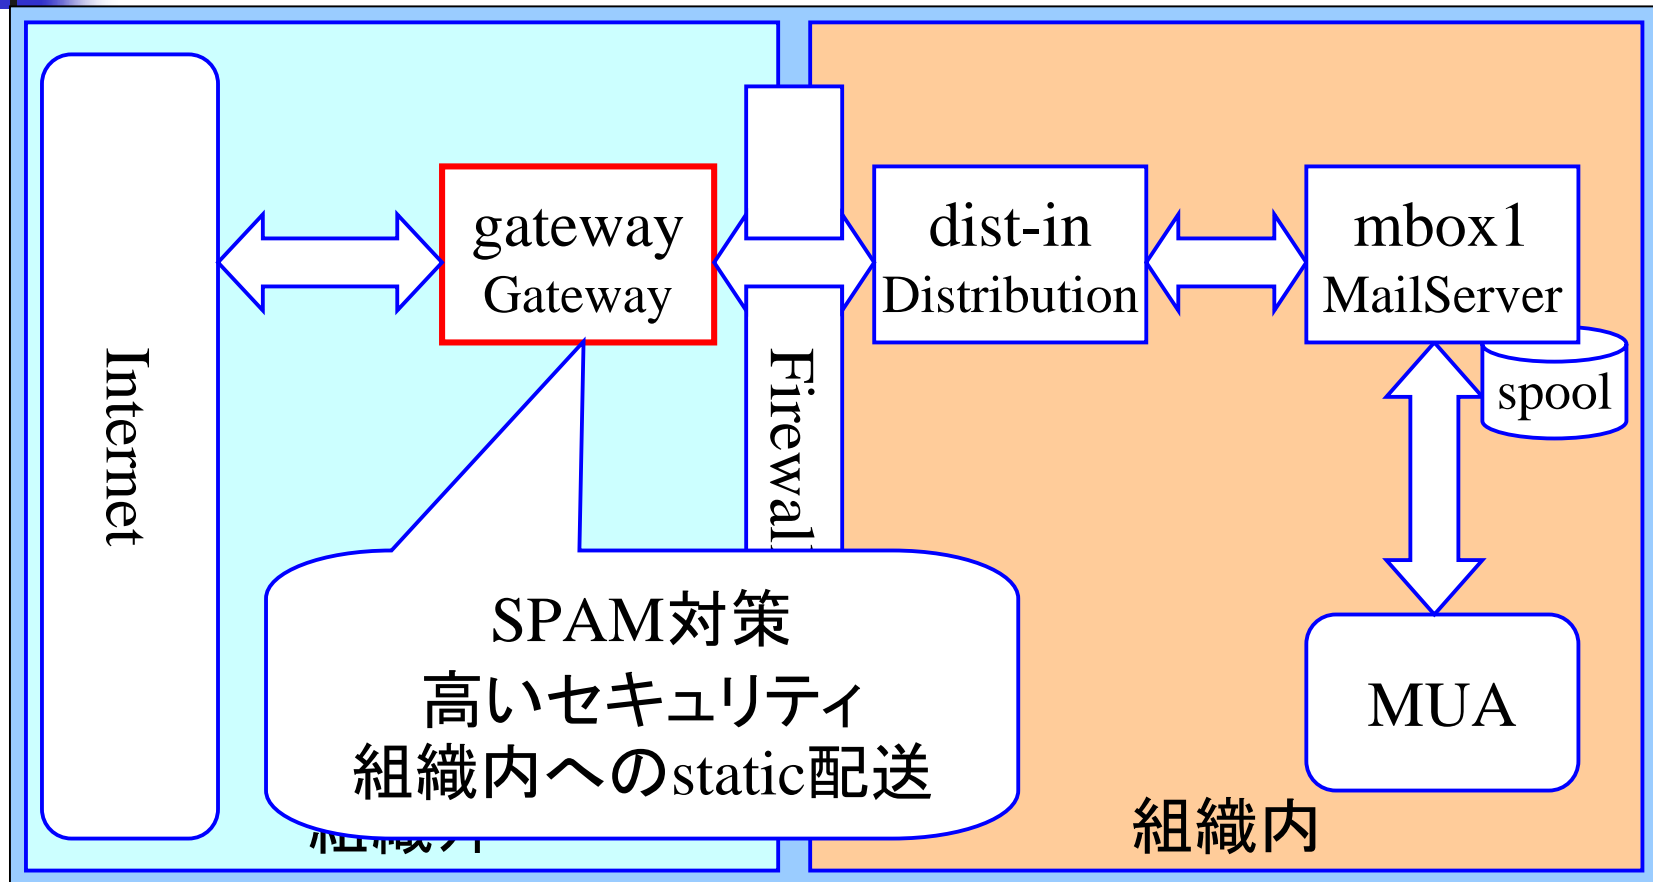 Internet
gateway
Gateway
Firewal
dist-in
Distribution
mbox1
MailServer
spool
MUA
SPAM対策
高いセキュリティ
組織内へのstatic配送
組織内